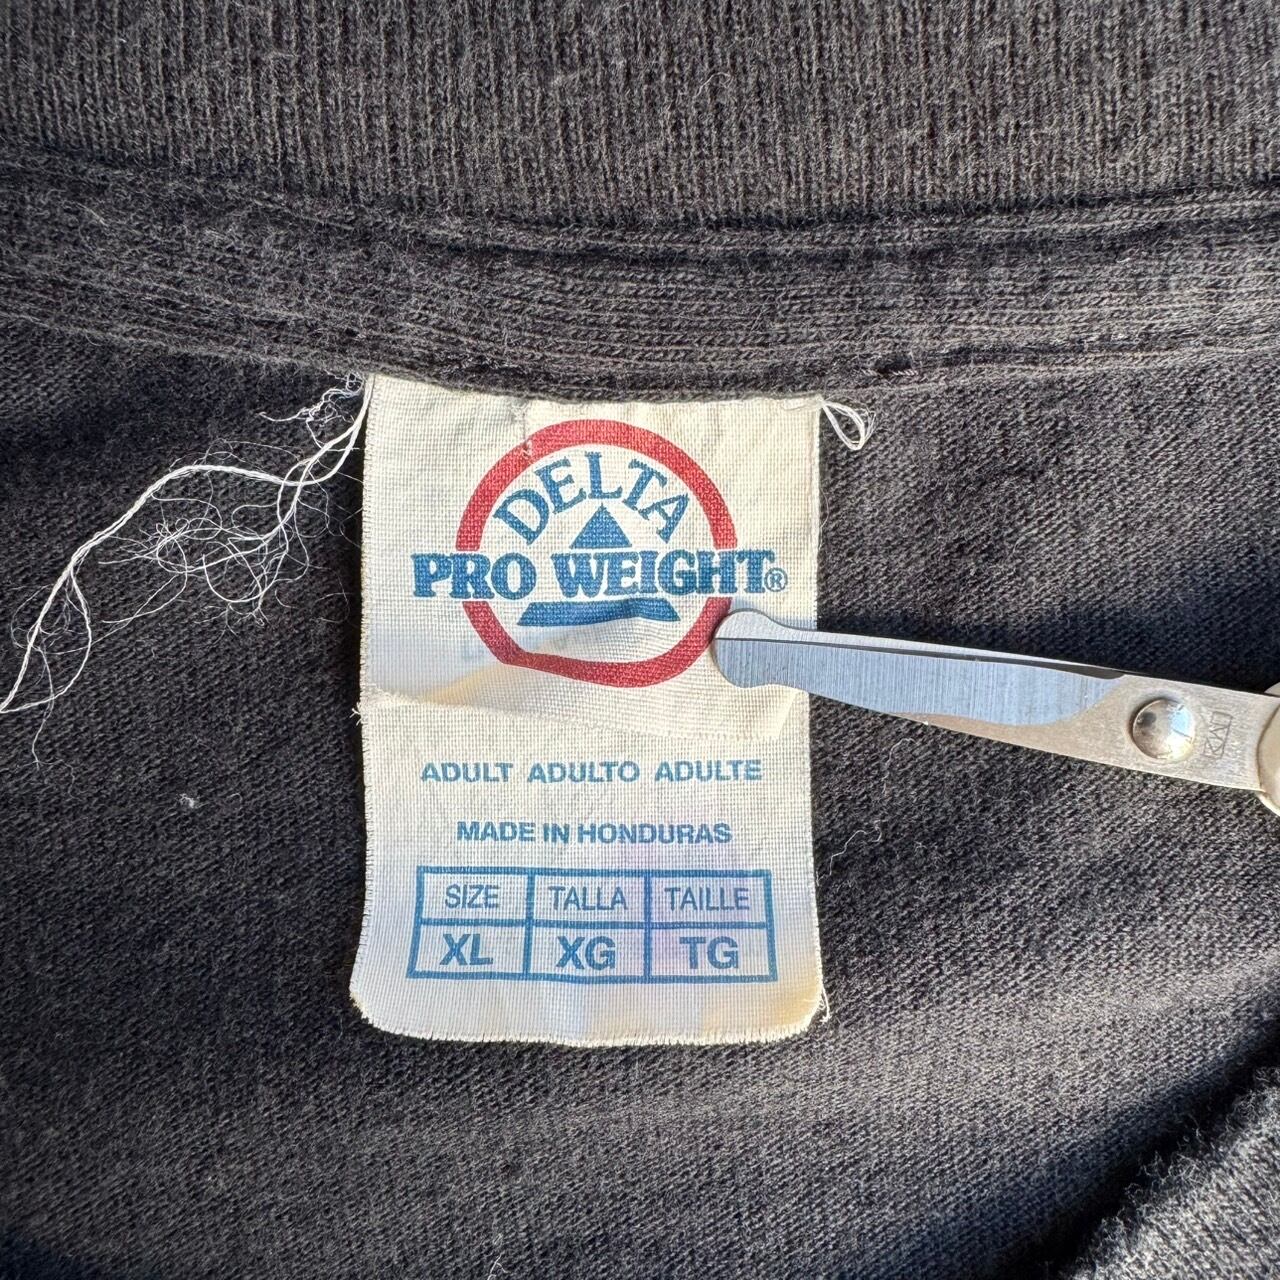 DELTA
PRO WEIGHT®
ADULT ADULTO ADULTE
MADE IN HONDURAS
SIZE TALLA TAILLE
XL XG TG